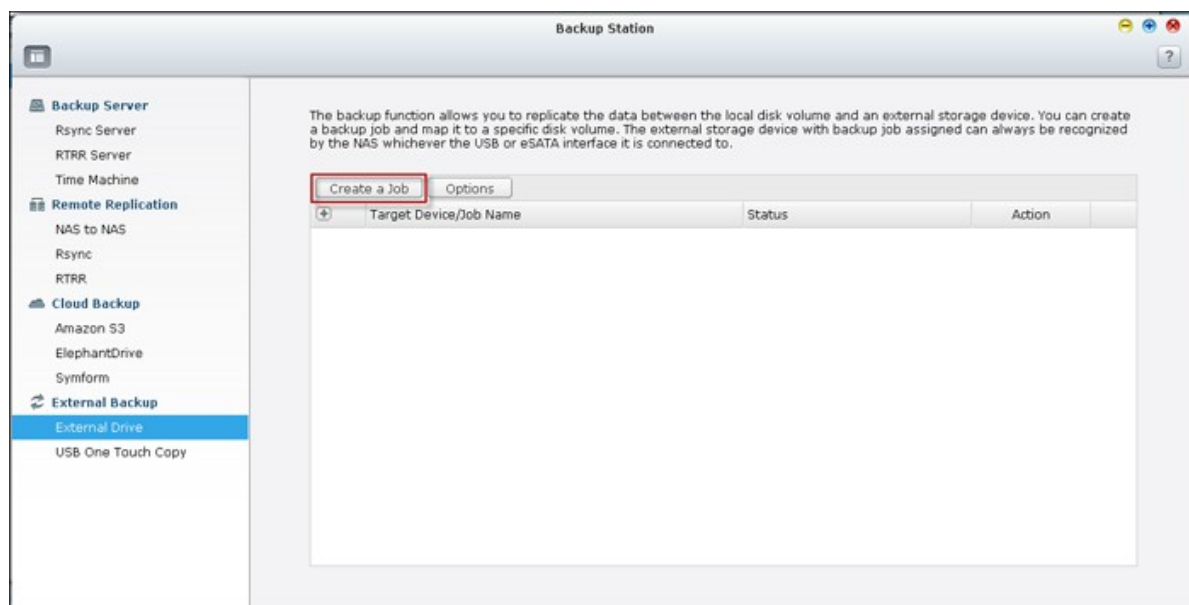 Backup Station
?
Backup Server
Rsync Server
RTRR Server
Time Machine
Remote Replication
NAS to NAS
Rsync
RTRR
Cloud Backup
Amazon S3
ElephantDrive
Symform
External Backup
External Drive
USB One Touch Copy
The backup function allows you to replicate the data between the local disk volume and an external storage device. You can create
a backup job and map it to a specific disk volume. The external storage device with backup job assigned can always be recognized
by the NAS whichever the USB or eSATA interface it is connected to.
Create a Job Options
Target Device/Job Name Status Action